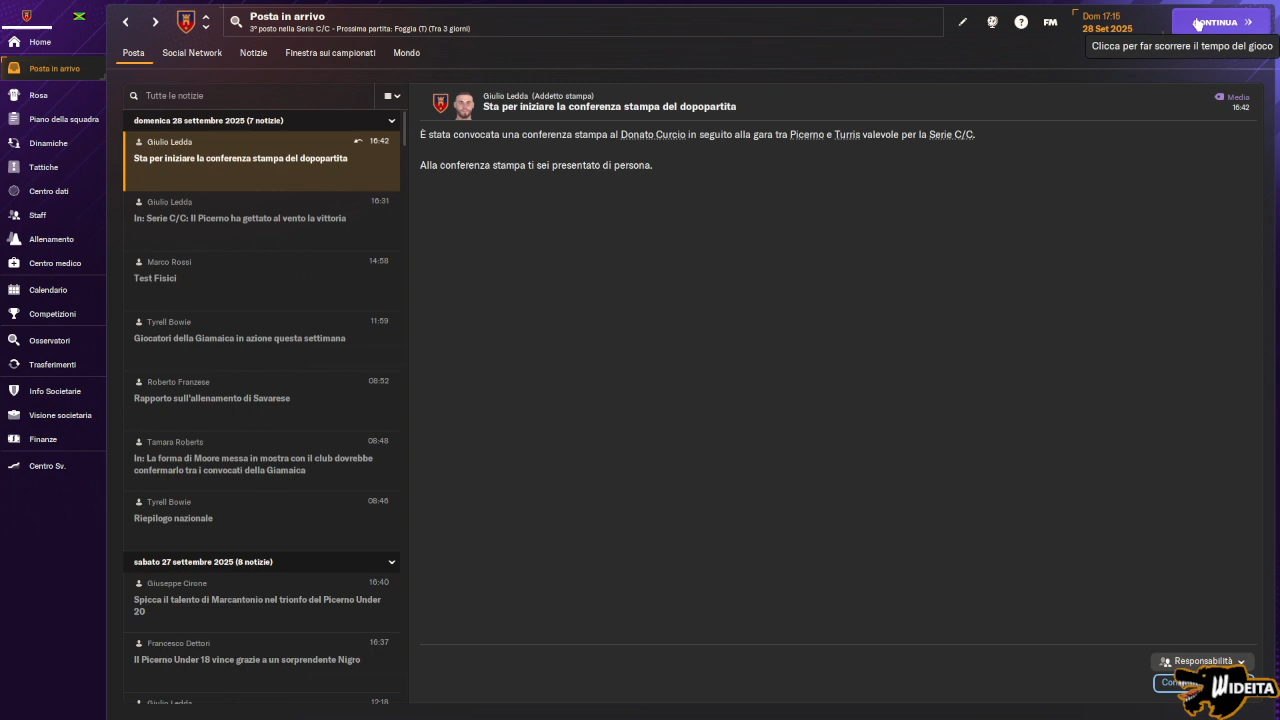 Posta in arrivo
3° posto nella Serie C/C - Prossima partita: Foggia (T) (Tra 3 giorni)
FM
Dom 17:15
28 Set 2025
CONTINUA
Clicca per far scorrere il tempo del gioco
Home
Posta in arrivo
Rosa
Piano della squadra
Dinamiche
Tattiche
Centro dati
Staff
Allenamento
Centro medico
Calendario
Competizioni
Osservatori
Trasferimenti
Info Societarie
Visione societaria
Finanze
Centro Sv.
Posta
Social Network
Notizie
Finestra sui campionati
Mondo
Tutte le notizie
domenica 28 settembre 2025 (7 notizie)
Giulio Ledda 16:42
Sta per iniziare la conferenza stampa del dopopartita
Giulio Ledda 16:31
In: Serie C/C: Il Picerno ha gettato al vento la vittoria
Marco Rossi 14:58
Test Fisici
Tyrell Bowie 11:59
Giocatori della Giamaica in azione questa settimana
Roberto Franzese 08:52
Rapporto sull'allenamento di Savarese
Tamara Roberts 08:48
In: La forma di Moore messa in mostra con il club dovrebbe
confermarlo tra i convocati della Giamaica
Tyrell Bowie 08:46
Riepilogo nazionale
sabato 27 settembre 2025 (8 notizie)
Giuseppe Cirone 16:40
Spicca il talento di Marcantonio nel trionfo del Picerno Under
20
Francesco Dettori 16:37
Il Picerno Under 18 vince grazie a un sorprendente Nigro
Giulio Ledda 12:18
Giulio Ledda (Addetto stampa)
Sta per iniziare la conferenza stampa del dopopartita
Media
16:42
È stata convocata una conferenza stampa al Donato Curcio in seguito alla gara tra Picerno e Turris valevole per la Serie C/C.
Alla conferenza stampa ti sei presentato di persona.
Responsabilità
WIDEITA